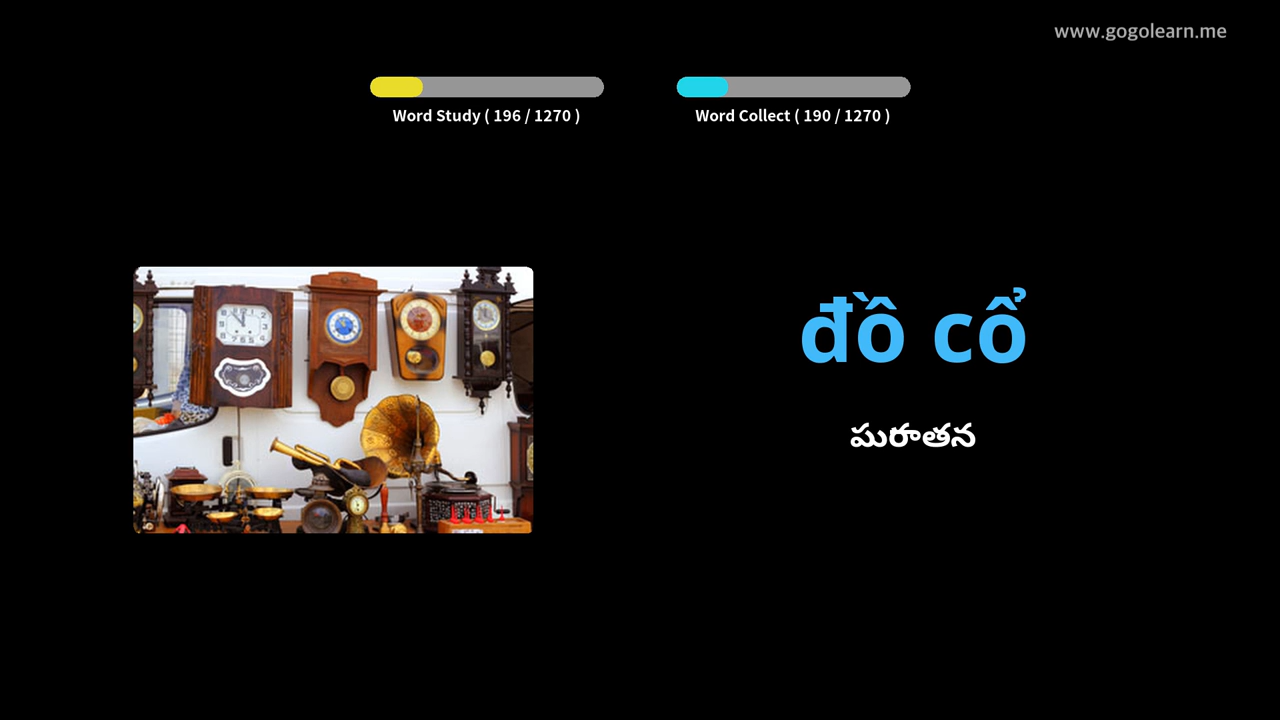 www.gogolearn.me
Word Study ( 196 / 1270 )
Word Collect ( 190 / 1270 )
đồ cổ
పురాతన